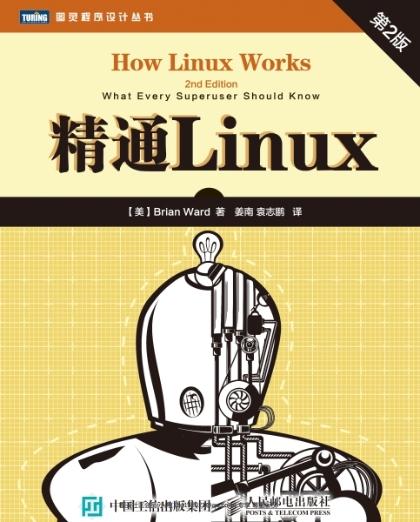 TURING 图灵程序设计丛书
第2版
How Linux Works
2nd Edition
What Every Superuser Should Know
精通Linux
【美】Brian Ward 著 姜南 袁志鹏 译
中国工信出版集团 人民邮电出版社
POSTS & TELECOM PRESS